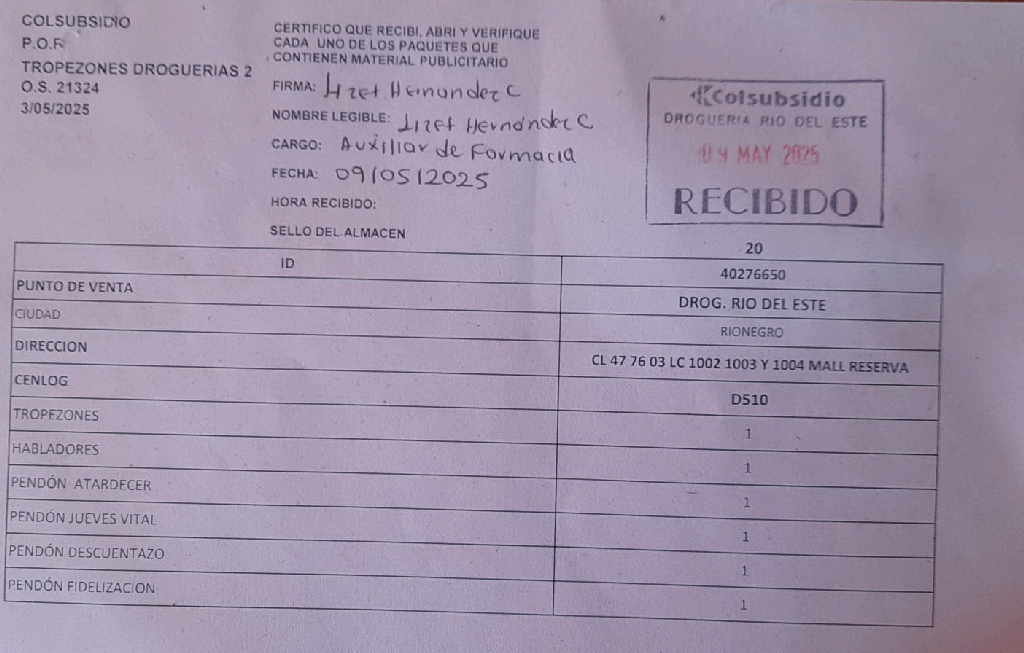 COLSUBSIDIO
P.O.R
TROPEZONES DROGUERIAS 2
O.S. 21324
3/05/2025
CERTIFICO QUE RECIBI, ABRI Y VERIFIQUE
CADA UNO DE LOS PAQUETES QUE
CONTIENEN MATERIAL PUBLICITARIO
FIRMA: Lizet Hernandez C
NOMBRE LEGIBLE: Lizet Hernández C
CARGO: Auxiliar de Farmacia
FECHA: 09/05/2025
HORA RECIBIDO:
SELLO DEL ALMACEN
Colsubsidio
DROGUERIA RIO DEL ESTE
09 MAY 2025
RECIBIDO
20
ID 40276650
PUNTO DE VENTA DROG. RIO DEL ESTE
CIUDAD RIONEGRO
DIRECCION CL 47 76 03 LC 1002 1003 Y 1004 MALL RESERVA
CENLOG D510
TROPEZONES 1
HABLADORES 1
PENDÓN ATARDECER 1
PENDÓN JUEVES VITAL 1
PENDÓN DESCUENTAZO 1
PENDÓN FIDELIZACION 1